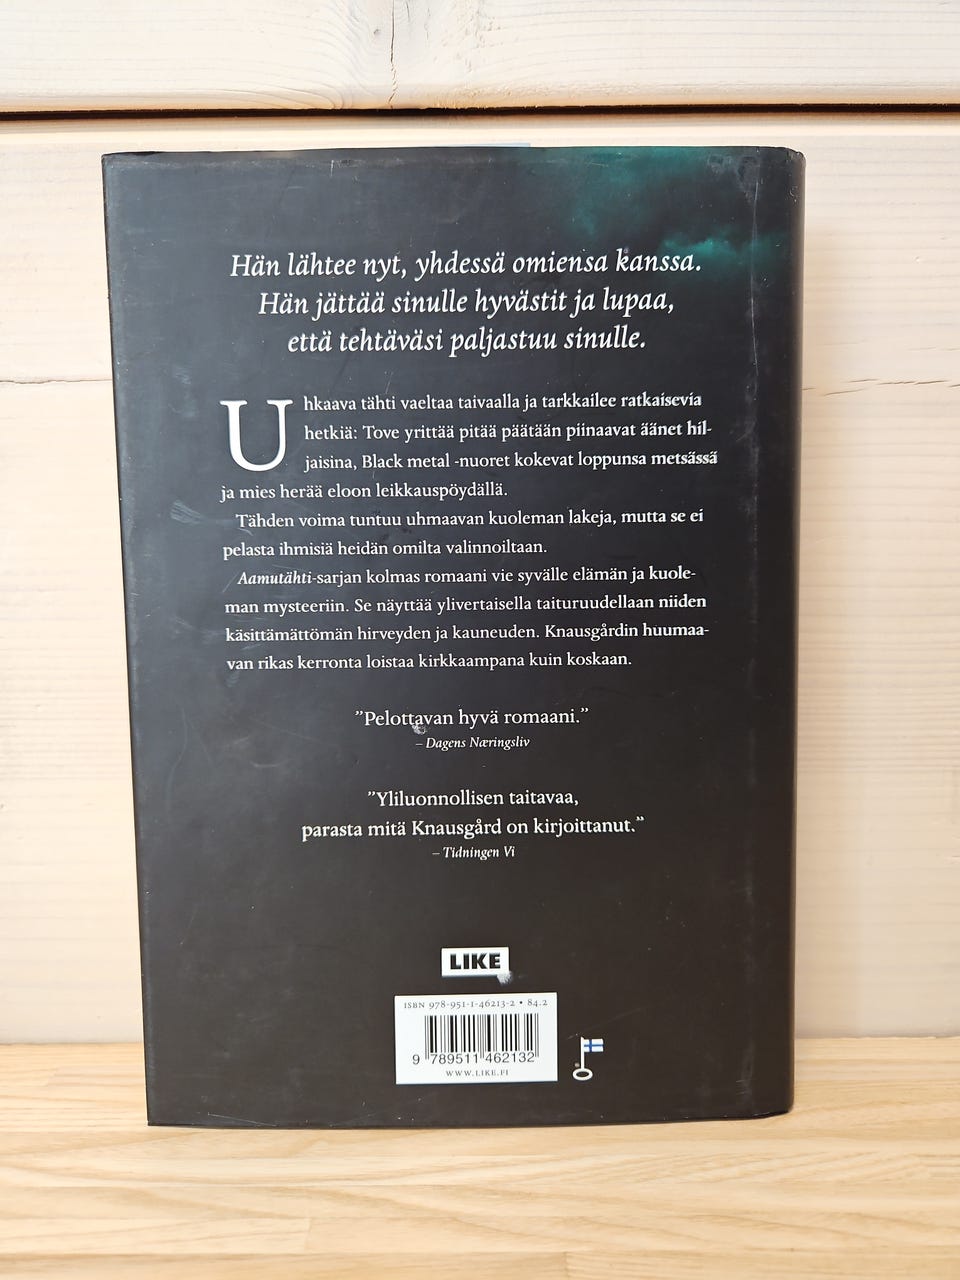 Hän lähtee nyt, yhdessä omiensa kanssa.
Hän jättää sinulle hyvästit ja lupaa,
että tehtäväsi paljastuu sinulle.
Uhkaava tähti vaeltaa taivaalla ja tarkkailee ratkaisevia
hetkiä: Tove yrittää pitää päätään piinaavat äänet hil-
jaisina, Black metal -nuoret kokevat loppunsa metsässä
ja mies herää eloon leikkauspöydällä.
Tähden voima tuntuu uhmaavan kuoleman lakeja, mutta se ei
pelasta ihmisiä heidän omilta valinnoiltaan.
Aamutähti-sarjan kolmas romaani vie syvälle elämän ja kuole-
man mysteeriin. Se näyttää ylivertaisella taituruudellaan niiden
käsittämättömän hirveyden ja kauneuden. Knausgårdin huumaa-
van rikas kerronta loistaa kirkkaampana kuin koskaan.
”Pelottavan hyvä romaani.”
– Dagens Næringsliv
”Yliluonnollisen taitavaa,
parasta mitä Knausgård on kirjoittanut.”
– Tidningen Vi
LIKE
ISBN 978-951-1-46213-2 • 84.2
9 789511 462132
WWW.LIKE.FI